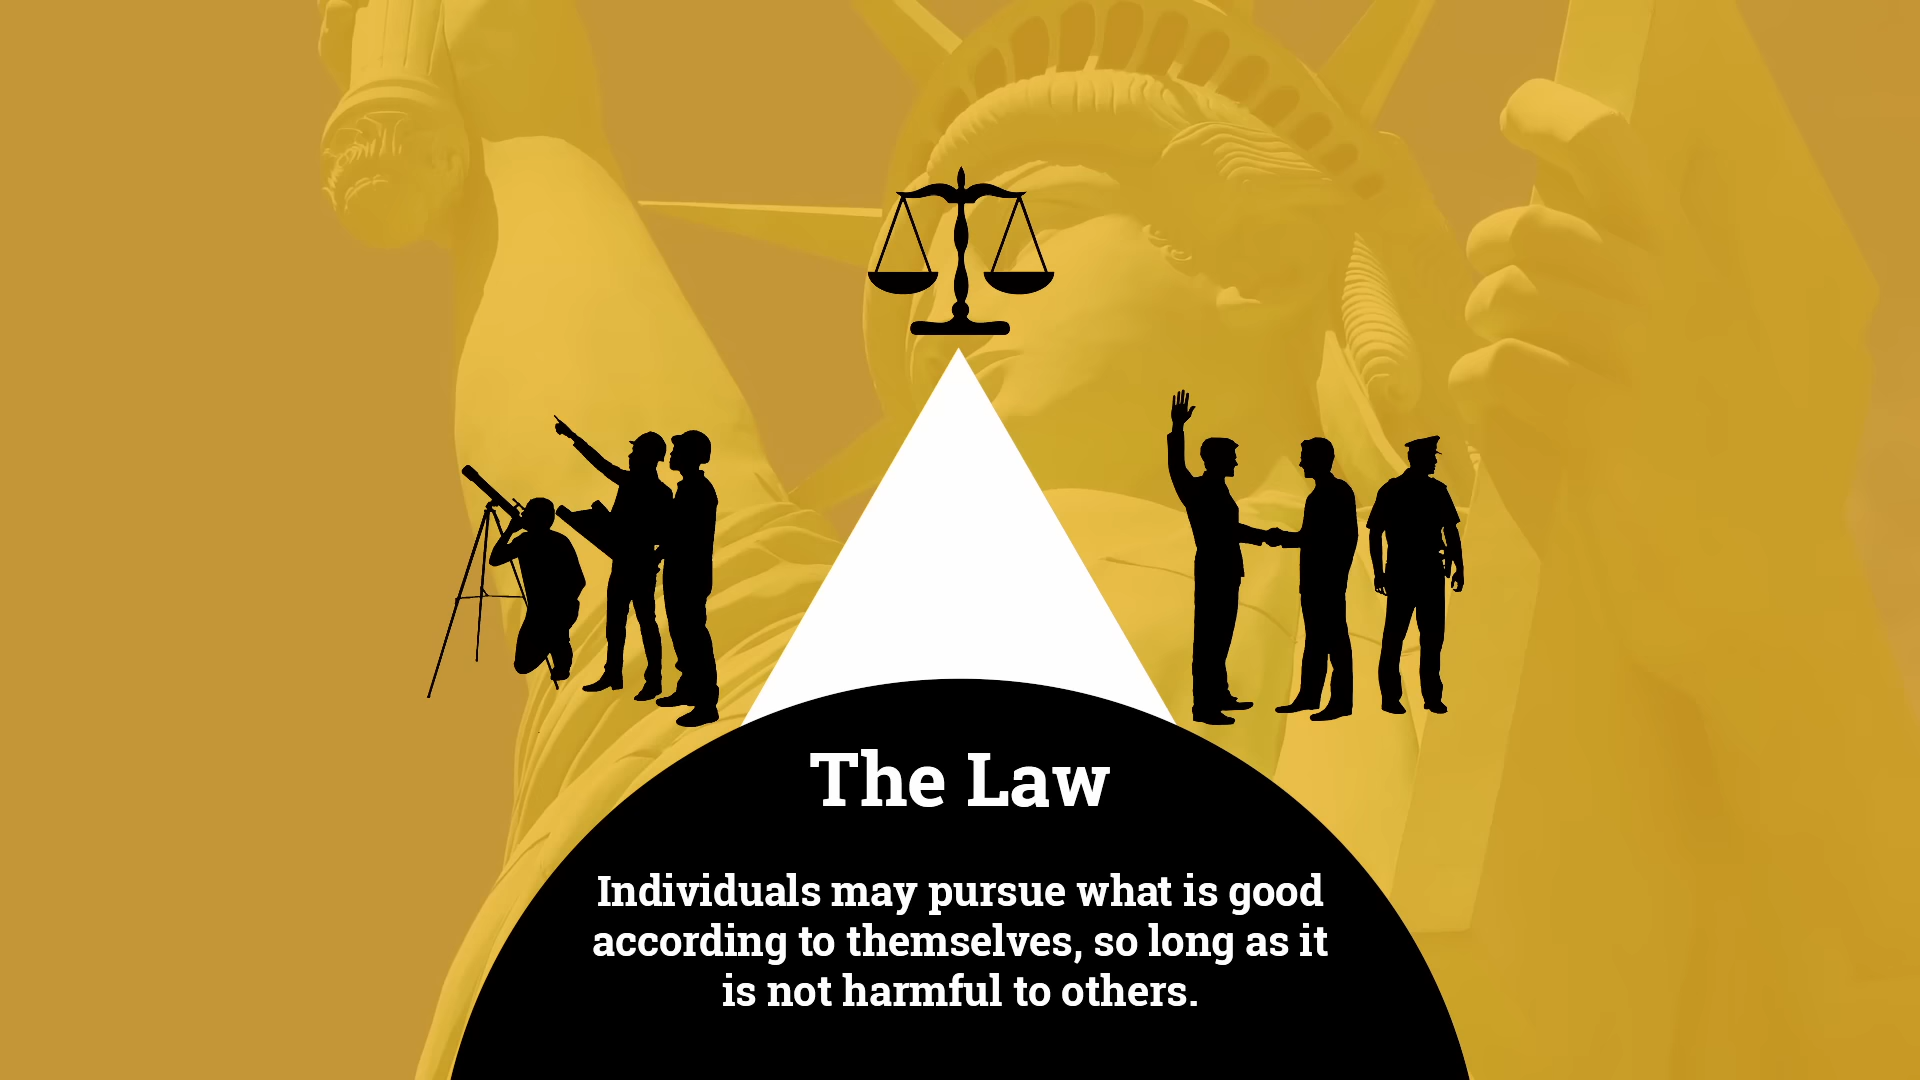 The Law
Individuals may pursue what is good
according to themselves, so long as it
is not harmful to others.